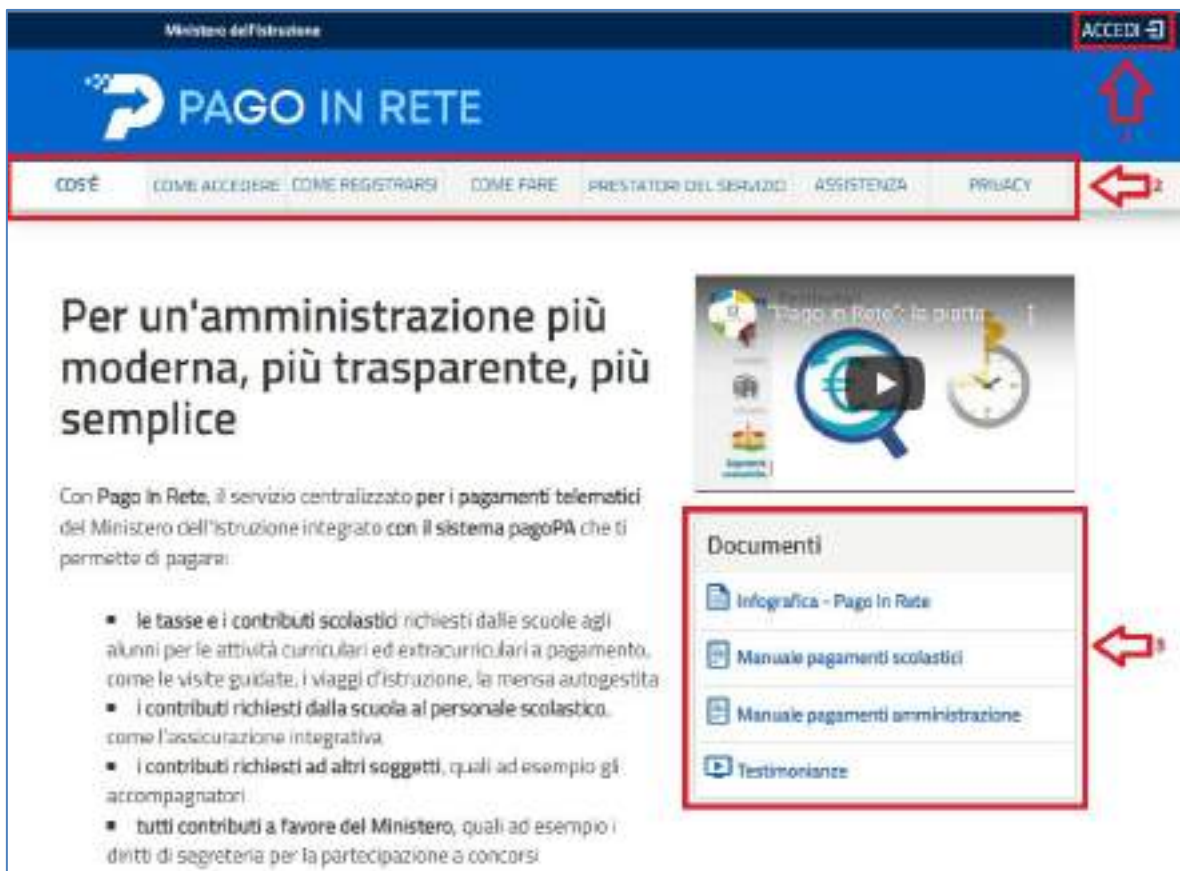 Ministero dell'Istruzione
ACCEDI
PAGO IN RETE
COS'È
COME ACCEDERE
COME REGISTRARSI
COME FARE
PRESTATORI DEL SERVIZIO
ASSISTENZA
PRIVACY
2
Per un'amministrazione più
moderna, più trasparente, più
semplice
"Pago in Rete": la piatta
Con Pago In Rete, il servizio centralizzato per i pagamenti telematici
del Ministero dell'Istruzione integrato con il sistema pagoPA che ti
permette di pagare:
▪ le tasse e i contributi scolastici richiesti dalle scuole agli
alunni per le attività curriculari ed extracurriculari a pagamento,
come le visite guidate, i viaggi d'istruzione, la mensa autogestita
▪ i contributi richiesti dalla scuola al personale scolastico,
come l'assicurazione integrativa
▪ i contributi richiesti ad altri soggetti, quali ad esempio gli
accompagnatori
▪ tutti contributi a favore del Ministero, quali ad esempio i
diritti di segreteria per la partecipazione a concorsi
Documenti
Infografica - Pago In Rete
Manuale pagamenti scolastici
Manuale pagamenti amministrazione
Testimonianze